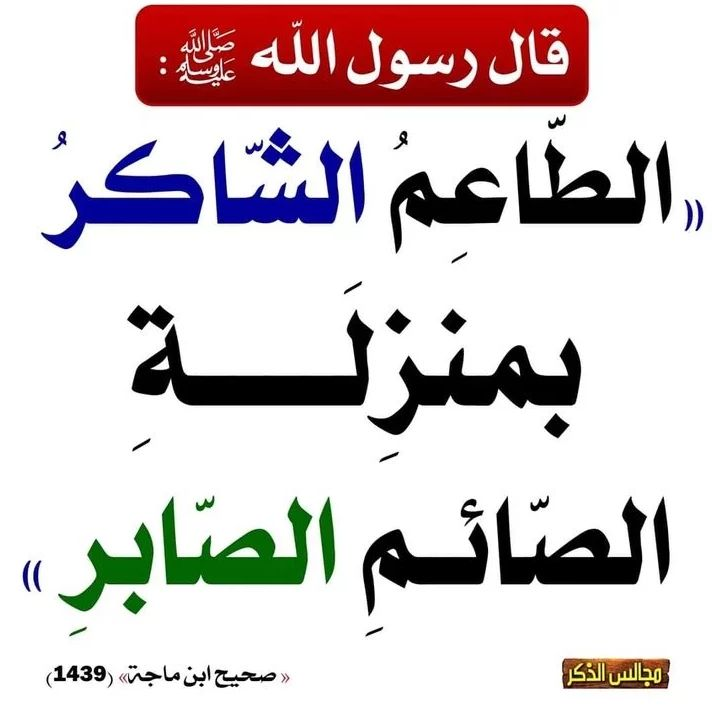 قال رسول الله ﷺ :
«الطّاعِمُ الشّاكرُ
بمنزِلَـةِ
الصّائـمِ الصّابرِ»
« صحيح ابن ماجة» (1439)
مجالس الذكر